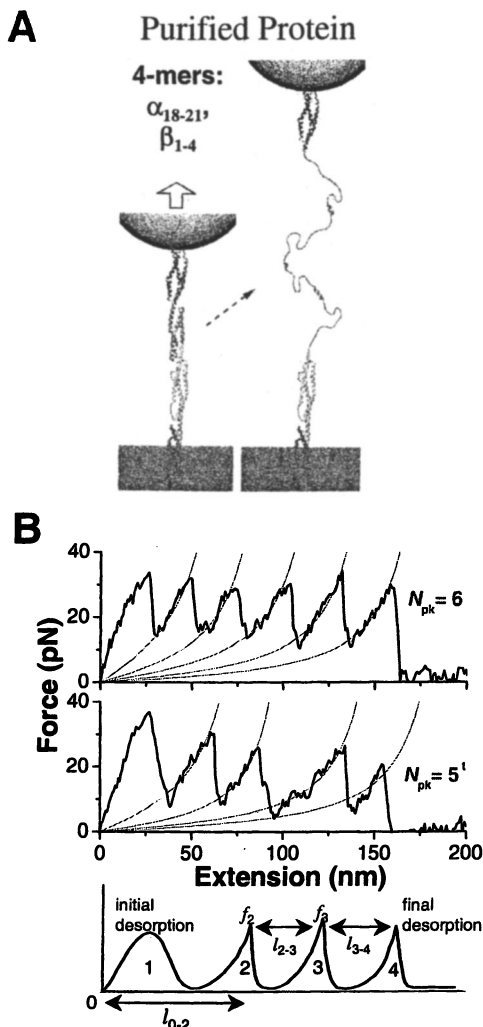 A
Purified Protein
4-mers:
α18-21,
β1-4
B
40
20
0
Npk= 6
40
20
0
Npk= 5
Force (pN)
0 50 100 150 200
Extension (nm)
initial
desorption
f2
f3
final
desorption
l2-3
l3-4
1
2
3
4
0
l0-2